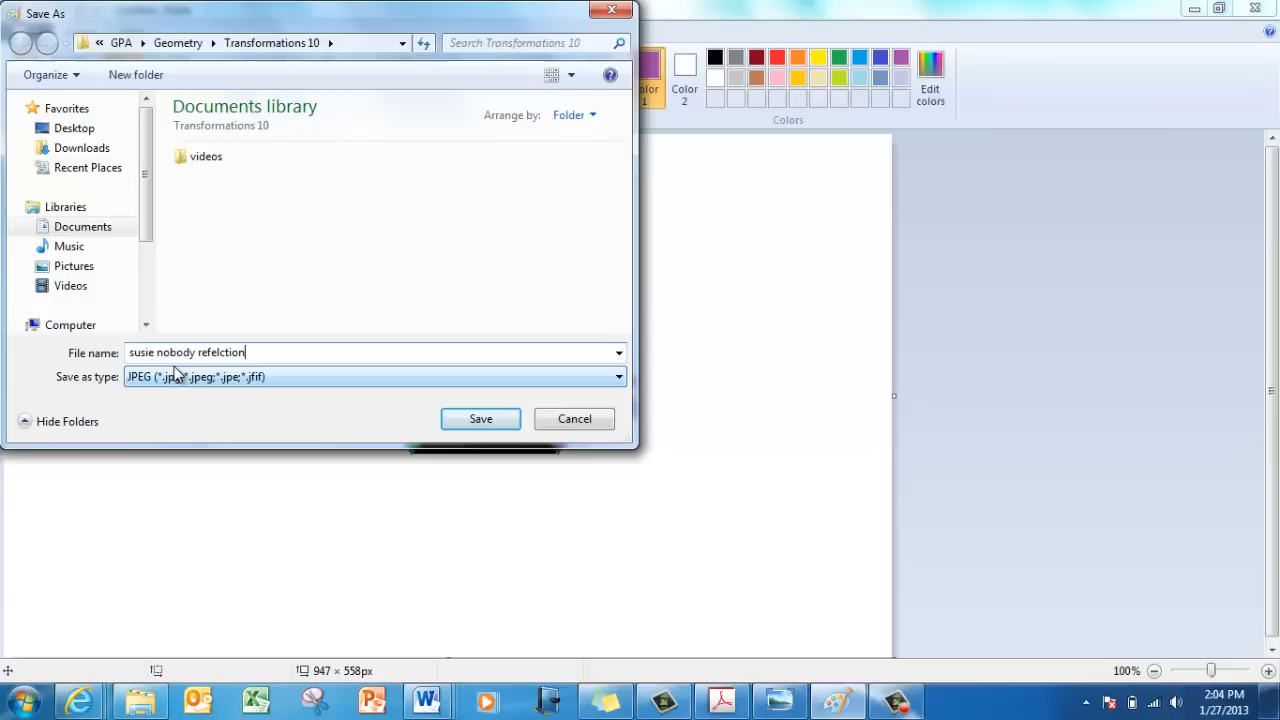 Save As
« GPA Geometry Transformations 10
Search Transformations 10
Organize New folder
Favorites
Desktop
Downloads
Recent Places
Libraries
Documents
Music
Pictures
Videos
Computer
Documents library
Transformations 10
Arrange by: Folder
videos
File name: susie nobody refelction
Save as type: JPEG (*.jpg;*.jpeg;*.jpe;*.jfif)
Hide Folders
Save Cancel
1
Color 2
Edit colors
Colors
947 × 558px
100%
2:04 PM
1/27/2013